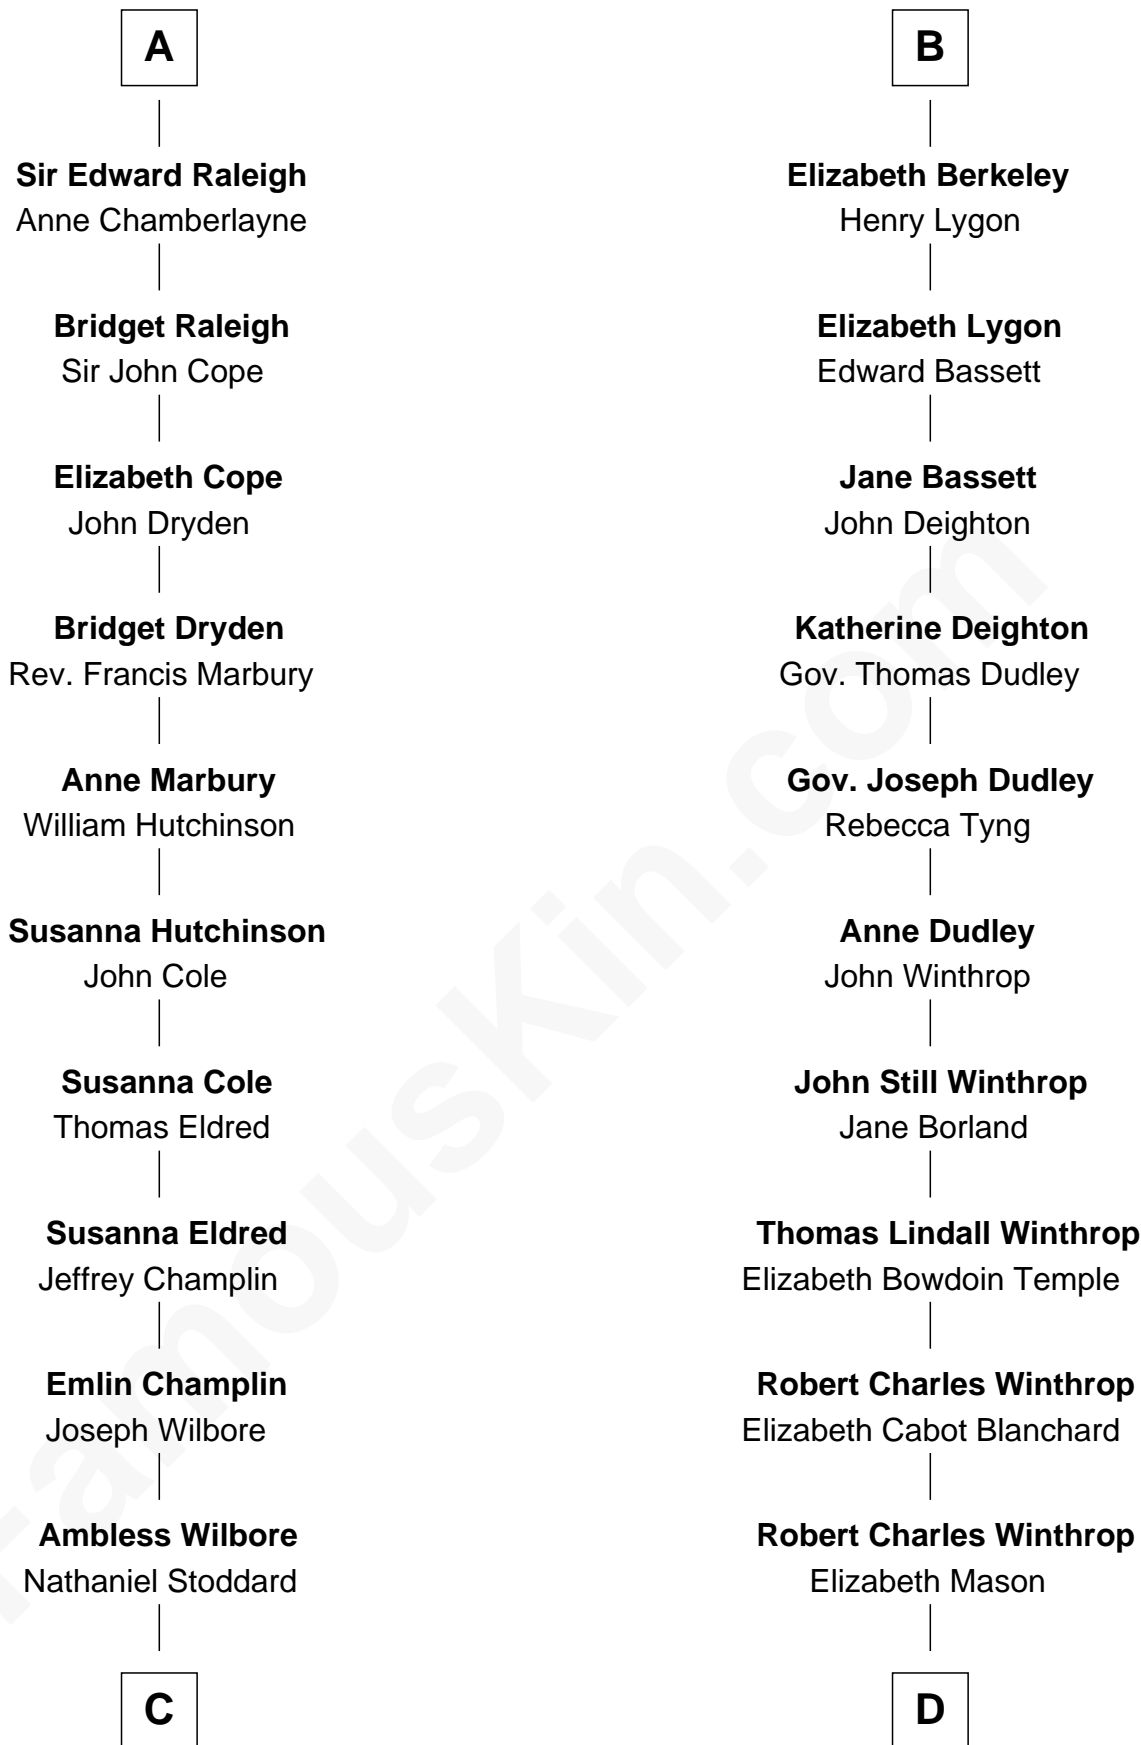 A
Sir Edward Raleigh
Anne Chamberlayne
Bridget Raleigh
Sir John Cope
Elizabeth Cope
John Dryden
Bridget Dryden
Rev. Francis Marbury
Anne Marbury
William Hutchinson
Susanna Hutchinson
John Cole
Susanna Cole
Thomas Eldred
Susanna Eldred
Jeffrey Champlin
Emlin Champlin
Joseph Wilbore
Ambless Wilbore
Nathaniel Stoddard
C
B
Elizabeth Berkeley
Henry Lygon
Elizabeth Lygon
Edward Bassett
Jane Bassett
John Deighton
Katherine Deighton
Gov. Thomas Dudley
Gov. Joseph Dudley
Rebecca Tyng
Anne Dudley
John Winthrop
John Still Winthrop
Jane Borland
Thomas Lindall Winthrop
Elizabeth Bowdoin Temple
Robert Charles Winthrop
Elizabeth Cabot Blanchard
Robert Charles Winthrop
Elizabeth Mason
D
FamousKin.com